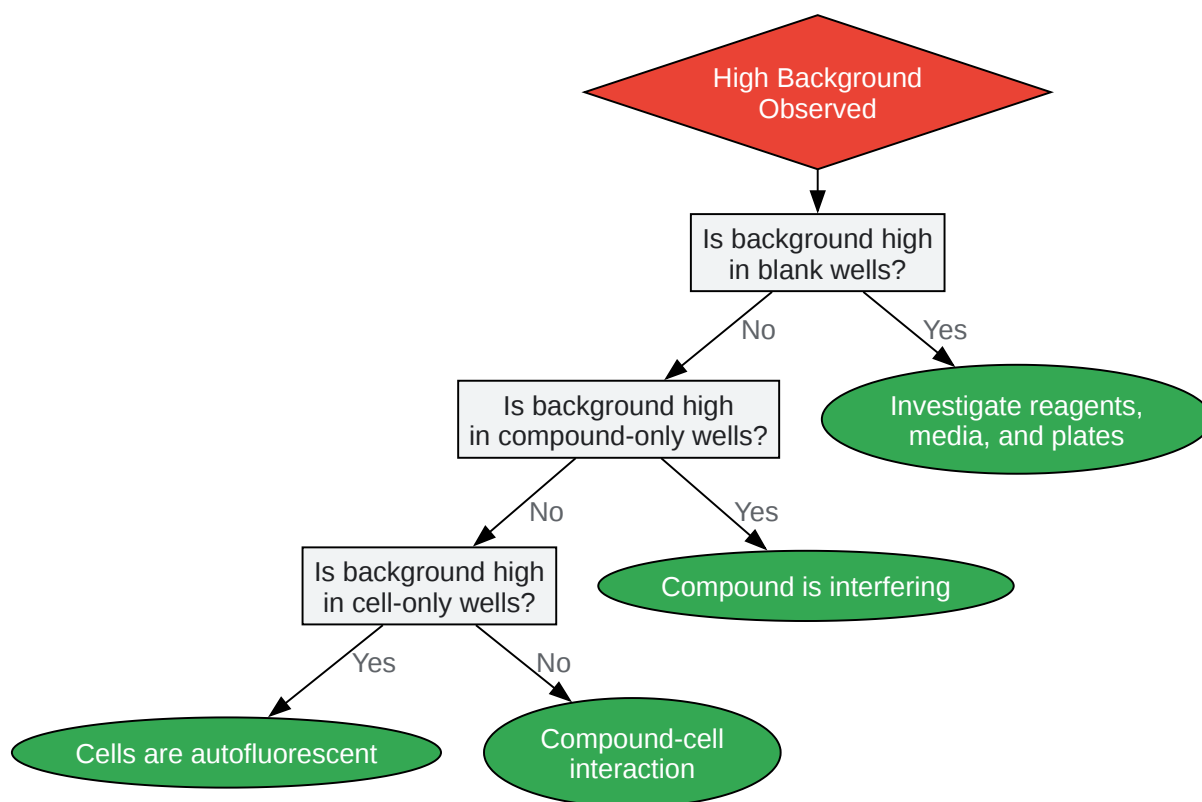 High Background
Observed
Is background high
in blank wells?
No
Yes
Is background high
in compound-only wells?
Investigate reagents,
media, and plates
No
Yes
Is background high
in cell-only wells?
Compound is interfering
Yes
No
Cells are autofluorescent
Compound-cell
interaction